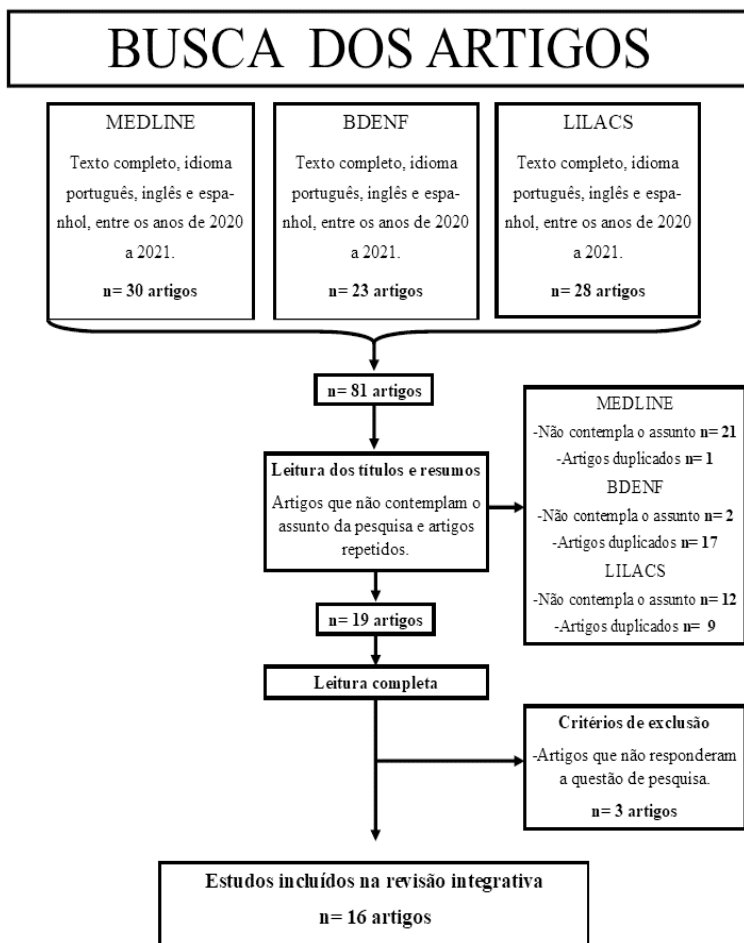 BUSCA DOS ARTIGOS
MEDLINE
Texto completo, idioma
português, inglês e espa-
nhol, entre os anos de 2020
a 2021.
n= 30 artigos
BDENF
Texto completo, idioma
português, inglês e espa-
nhol, entre os anos de 2020
a 2021.
n= 23 artigos
LILACS
Texto completo, idioma
português, inglês e espa-
nhol, entre os anos de 2020
a 2021.
n= 28 artigos
n= 81 artigos
Leitura dos títulos e resumos
Artigos que não contemplam o
assunto da pesquisa e artigos
repetidos.
MEDLINE
-Não contempla o assunto n= 21
-Artigos duplicados n= 1
BDENF
-Não contempla o assunto n= 2
-Artigos duplicados n= 17
LILACS
-Não contempla o assunto n= 12
-Artigos duplicados n= 9
n= 19 artigos
Leitura completa
Critérios de exclusão
-Artigos que não responderam
a questão de pesquisa.
n= 3 artigos
Estudos incluídos na revisão integrativa
n= 16 artigos